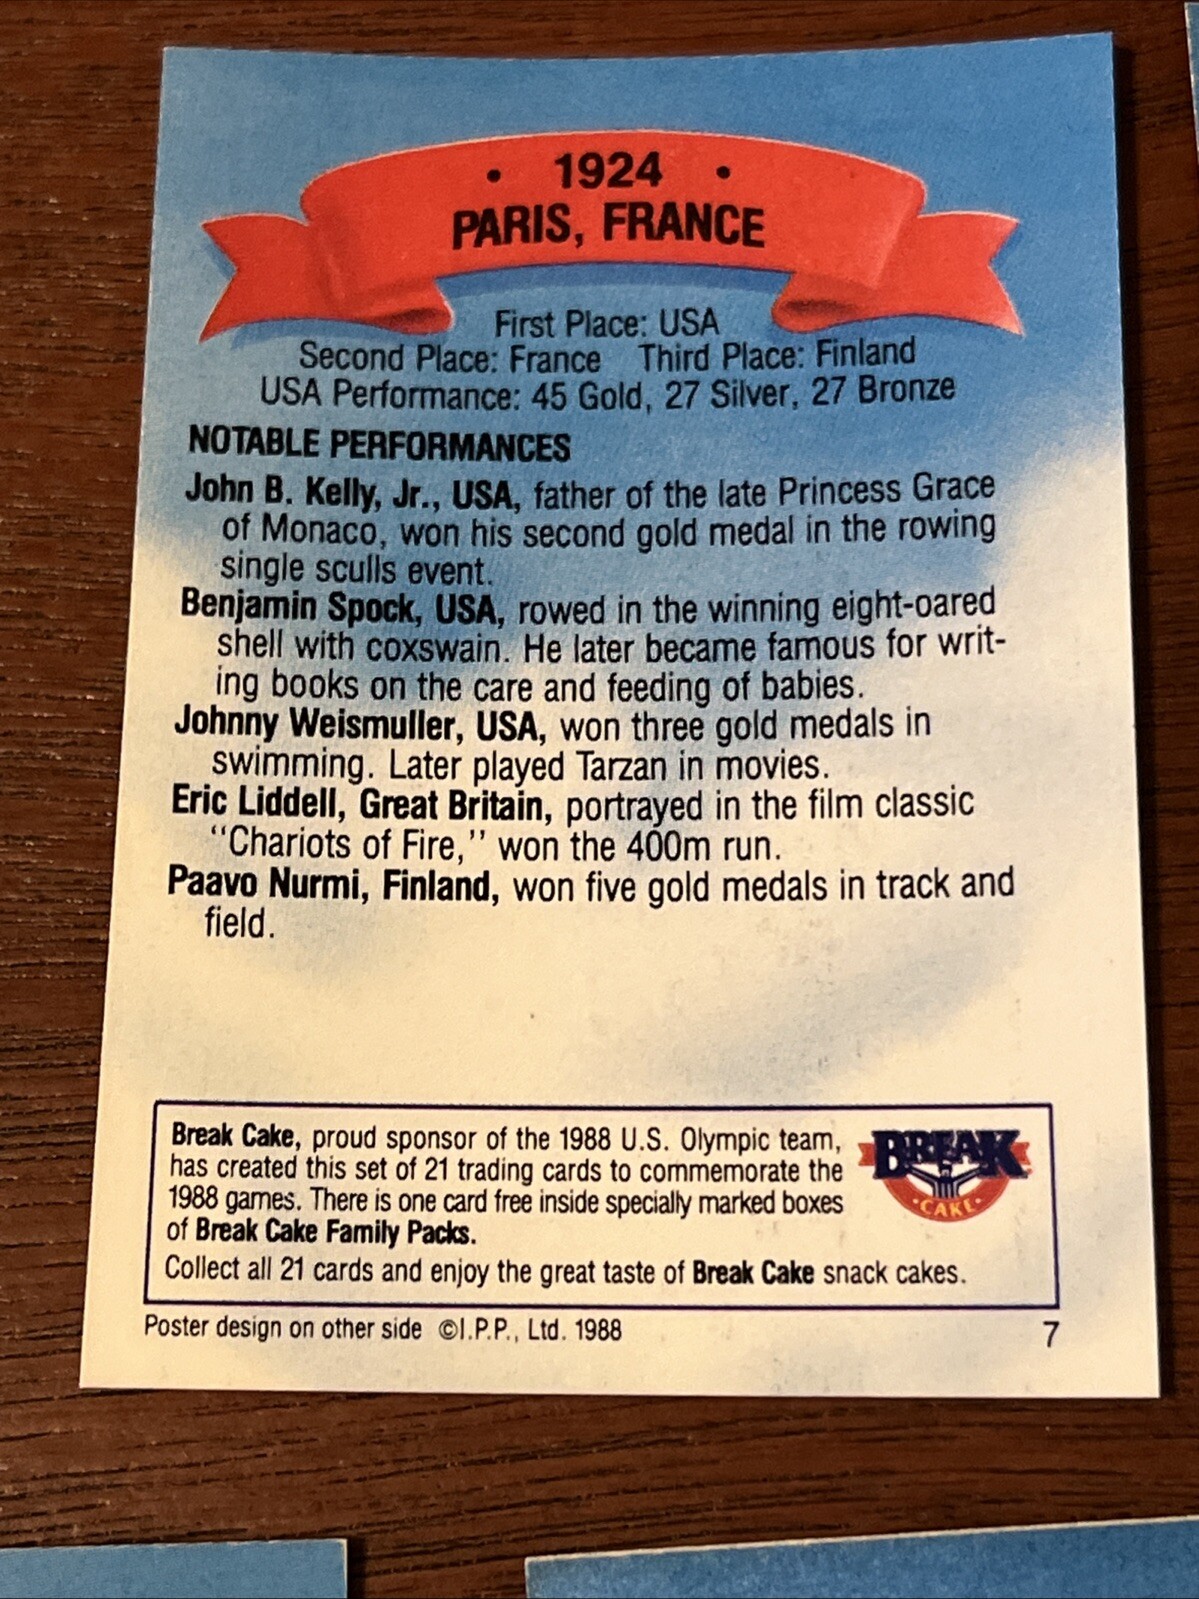 • 1924 •
PARIS, FRANCE
First Place: USA
Second Place: France Third Place: Finland
USA Performance: 45 Gold, 27 Silver, 27 Bronze
NOTABLE PERFORMANCES
John B. Kelly, Jr., USA, father of the late Princess Grace
of Monaco, won his second gold medal in the rowing
single sculls event.
Benjamin Spock, USA, rowed in the winning eight-oared
shell with coxswain. He later became famous for writ-
ing books on the care and feeding of babies.
Johnny Weismuller, USA, won three gold medals in
swimming. Later played Tarzan in movies.
Eric Liddell, Great Britain, portrayed in the film classic
"Chariots of Fire," won the 400m run.
Paavo Nurmi, Finland, won five gold medals in track and
field.
Break Cake, proud sponsor of the 1988 U.S. Olympic team,
has created this set of 21 trading cards to commemorate the
1988 games. There is one card free inside specially marked boxes
of Break Cake Family Packs.
Collect all 21 cards and enjoy the great taste of Break Cake snack cakes.
BREAK
• CAKE •
Poster design on other side ©I.P.P., Ltd. 1988
7